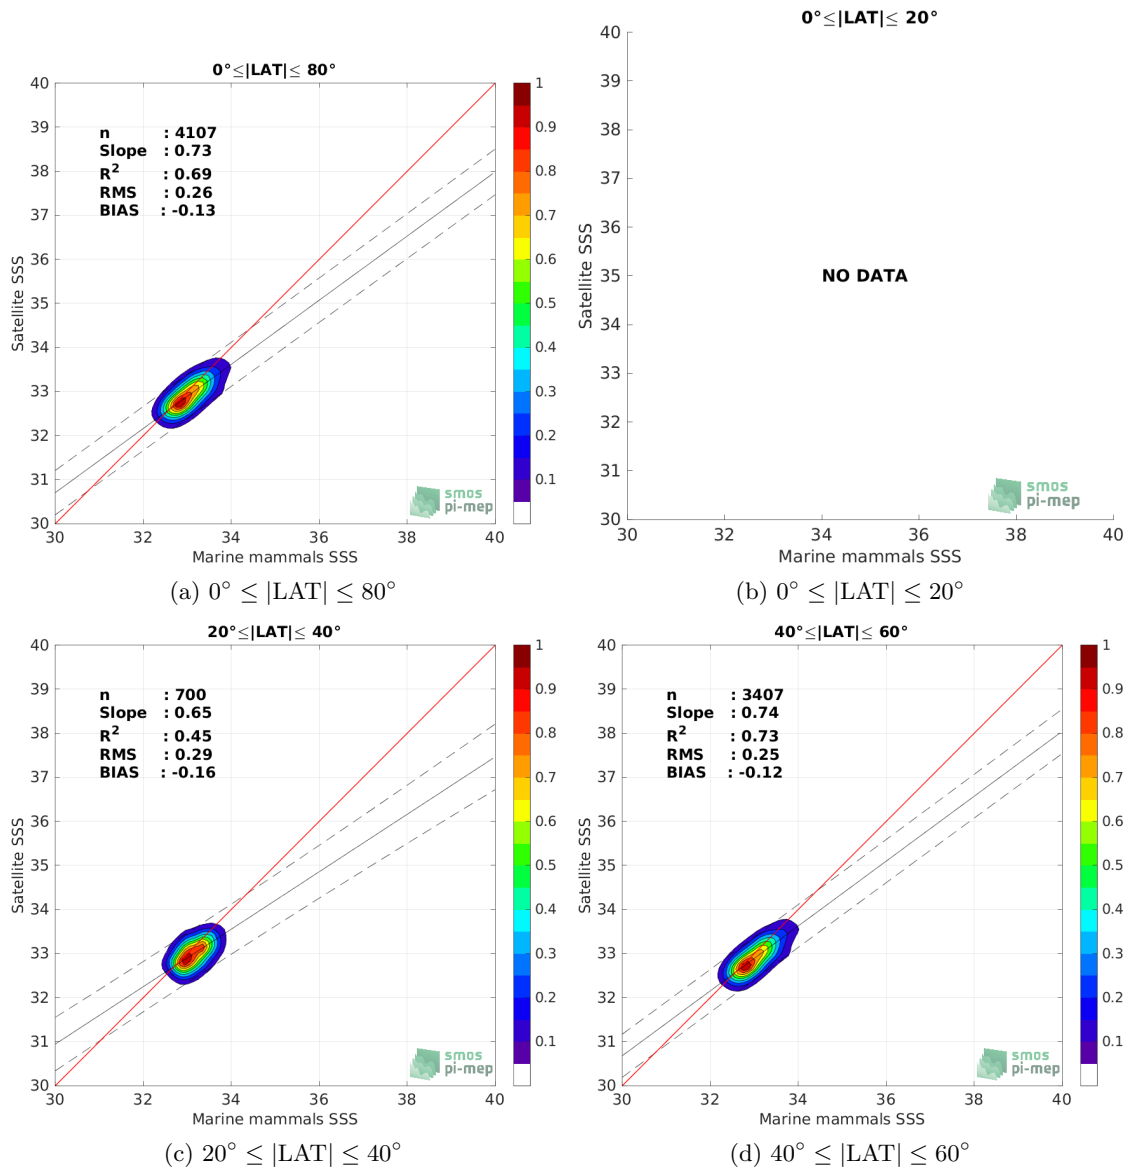 0°≤|LAT|≤ 80°
n : 4107
Slope : 0.73
R² : 0.69
RMS : 0.26
BIAS : -0.13
40
39
38
37
36
35
34
33
32
31
30
Satellite SSS
30 32 34 36 38 40
Marine mammals SSS
1
0.9
0.8
0.7
0.6
0.5
0.4
0.3
0.2
0.1
smos
pi-mep
(a) 0° ≤ |LAT| ≤ 80°
0°≤|LAT|≤ 20°
40
39
38
37
36
35
34
33
32
31
30
Satellite SSS
NO DATA
30 32 34 36 38 40
Marine mammals SSS
smos
pi-mep
(b) 0° ≤ |LAT| ≤ 20°
20°≤|LAT|≤ 40°
n : 700
Slope : 0.65
R² : 0.45
RMS : 0.29
BIAS : -0.16
40
39
38
37
36
35
34
33
32
31
30
Satellite SSS
30 32 34 36 38 40
Marine mammals SSS
1
0.9
0.8
0.7
0.6
0.5
0.4
0.3
0.2
0.1
smos
pi-mep
(c) 20° ≤ |LAT| ≤ 40°
40°≤|LAT|≤ 60°
n : 3407
Slope : 0.74
R² : 0.73
RMS : 0.25
BIAS : -0.12
40
39
38
37
36
35
34
33
32
31
30
Satellite SSS
30 32 34 36 38 40
Marine mammals SSS
1
0.9
0.8
0.7
0.6
0.5
0.4
0.3
0.2
0.1
smos
pi-mep
(d) 40° ≤ |LAT| ≤ 60°